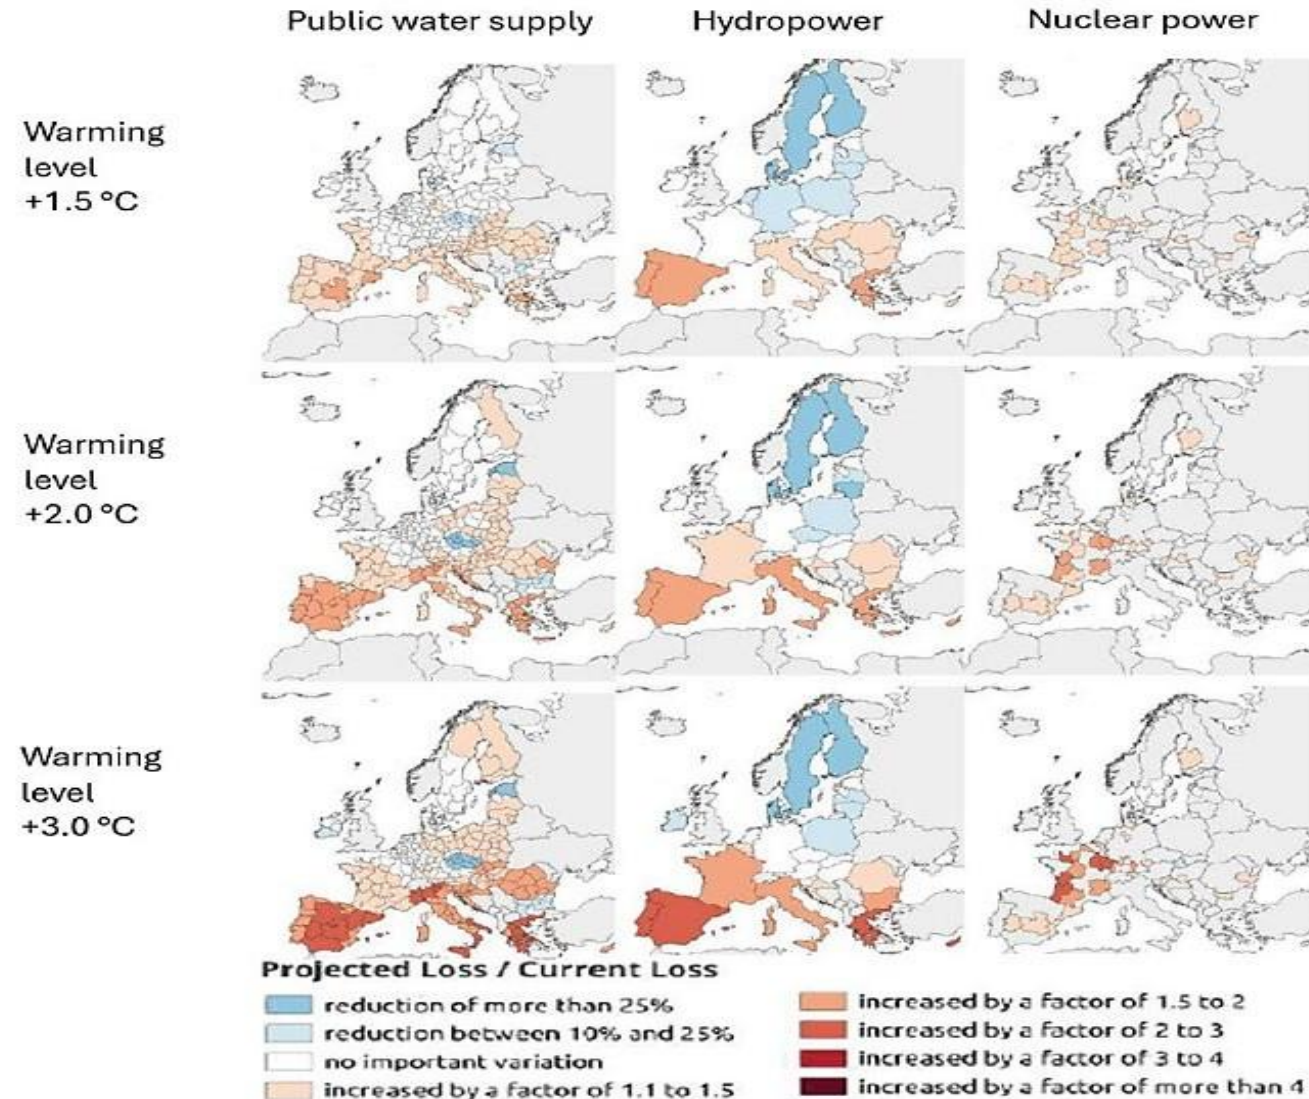 Public water supply
Hydropower
Nuclear power
Warming
level
+1.5 °C
Warming
level
+2.0 °C
Warming
level
+3.0 °C
Projected Loss / Current Loss
reduction of more than 25%
reduction between 10% and 25%
no important variation
increased by a factor of 1.1 to 1.5
increased by a factor of 1.5 to 2
increased by a factor of 2 to 3
increased by a factor of 3 to 4
increased by a factor of more than 4